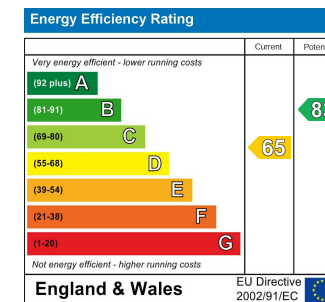 Energy Efficiency Rating
Current
Very energy efficient - lower running costs
(92 plus) A
(81-91) B
(69-80) C
(55-68) D
(39-54) E
(21-38) F
(1-20) G
65
Not energy efficient - higher running costs
England & Wales
EU Directive
2002/91/EC